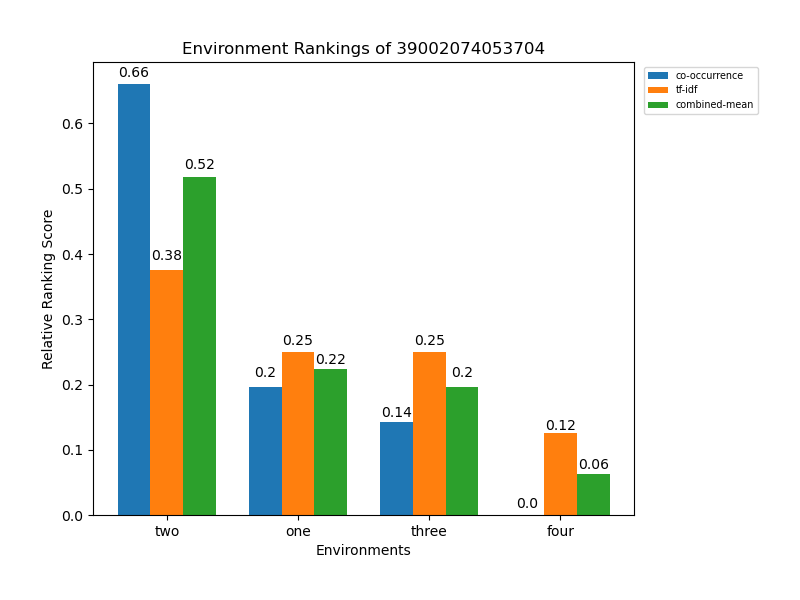 Environment Rankings of 39002074053704
co-occurrence
tf-idf
combined-mean
Relative Ranking Score
0.6
0.5
0.4
0.3
0.2
0.1
0.0
0.66
0.38
0.52
0.2
0.25
0.22
0.14
0.25
0.2
0.0
0.12
0.06
two
one
three
four
Environments